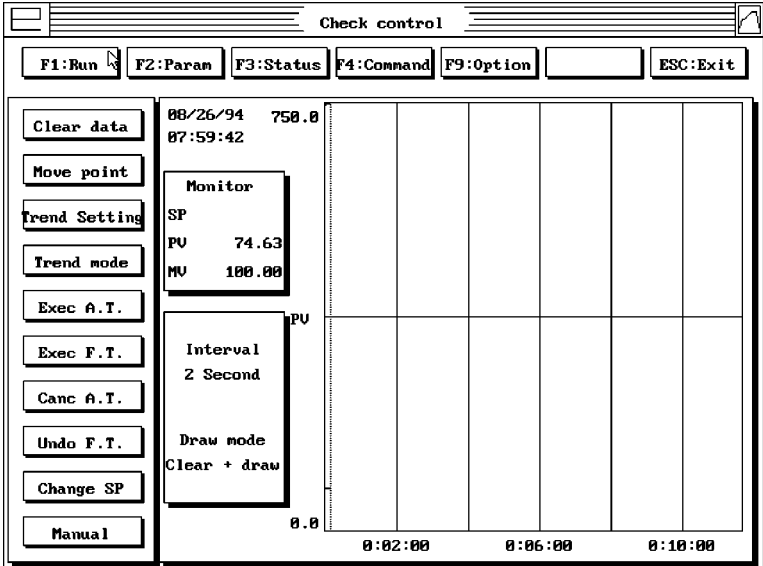 Check control
F1:Run
F2:Param
F3:Status
F4:Command
F9:Option
ESC:Exit
Clear data
Move point
Trend Setting
Trend mode
Exec A.T.
Exec F.T.
Canc A.T.
Undo F.T.
Change SP
Manual
08/26/94
07:59:42
Monitor
SP
PV 74.63
MV 100.00
Interval
2 Second
Draw mode
Clear + draw
750.0
PV
0.0
0:02:00 0:06:00 0:10:00